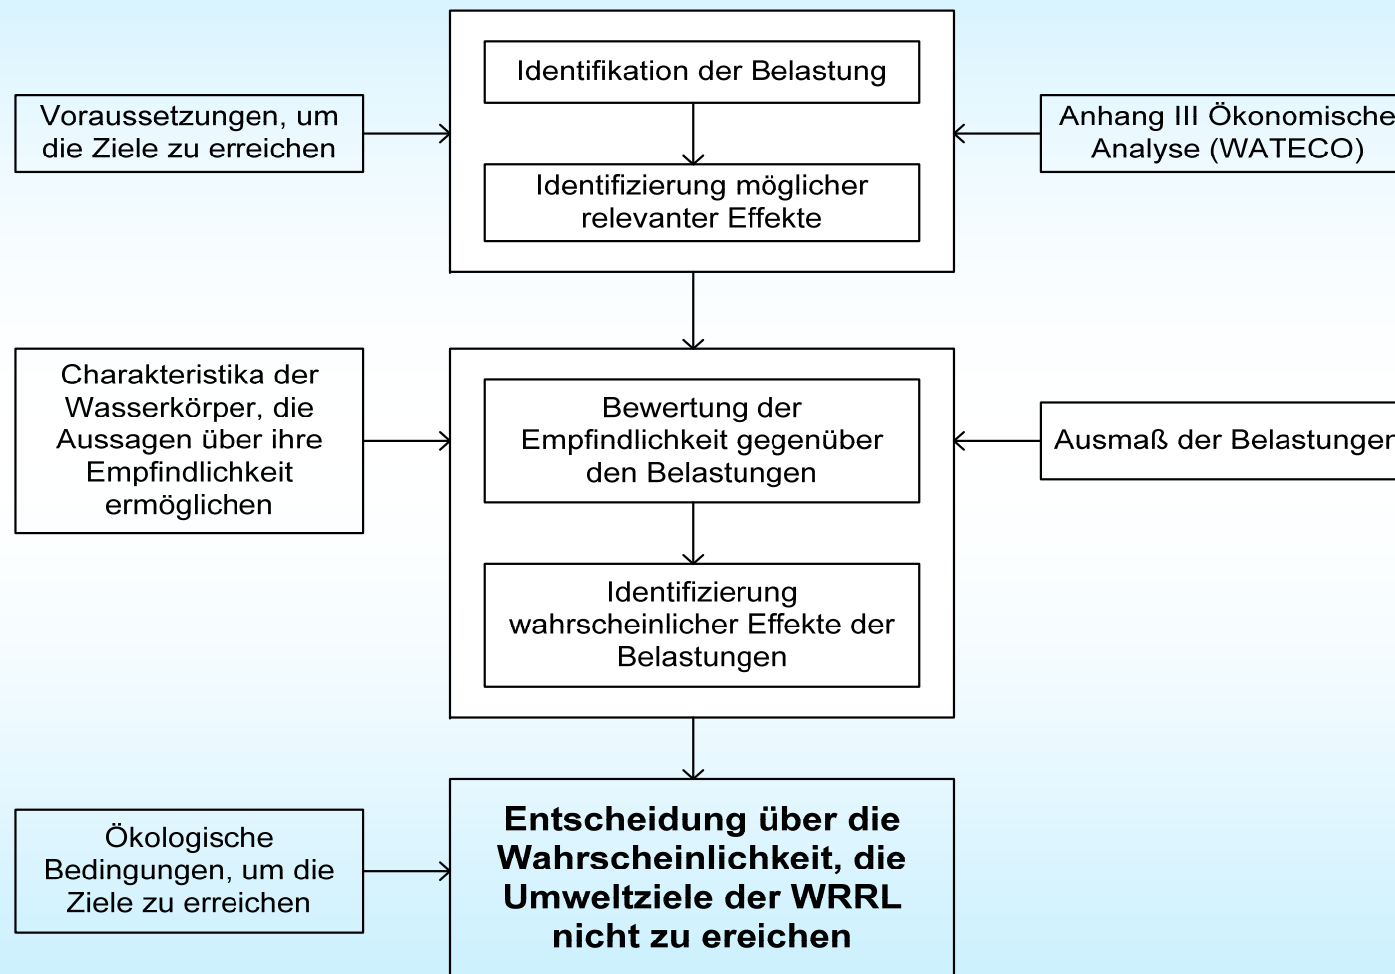 Identifikation der Belastung
Voraussetzungen, um
die Ziele zu erreichen
Anhang III Ökonomische
Analyse (WATECO)
Identifizierung möglicher
relevanter Effekte
Charakteristika der
Wasserkörper, die
Aussagen über ihre
Empfindlichkeit
ermöglichen
Bewertung der
Empfindlichkeit gegenüber
den Belastungen
Ausmaß der Belastungen
Identifizierung
wahrscheinlicher Effekte der
Belastungen
Ökologische
Bedingungen, um die
Ziele zu erreichen
Entscheidung über die
Wahrscheinlichkeit, die
Umweltziele der WRRL
nicht zu ereichen